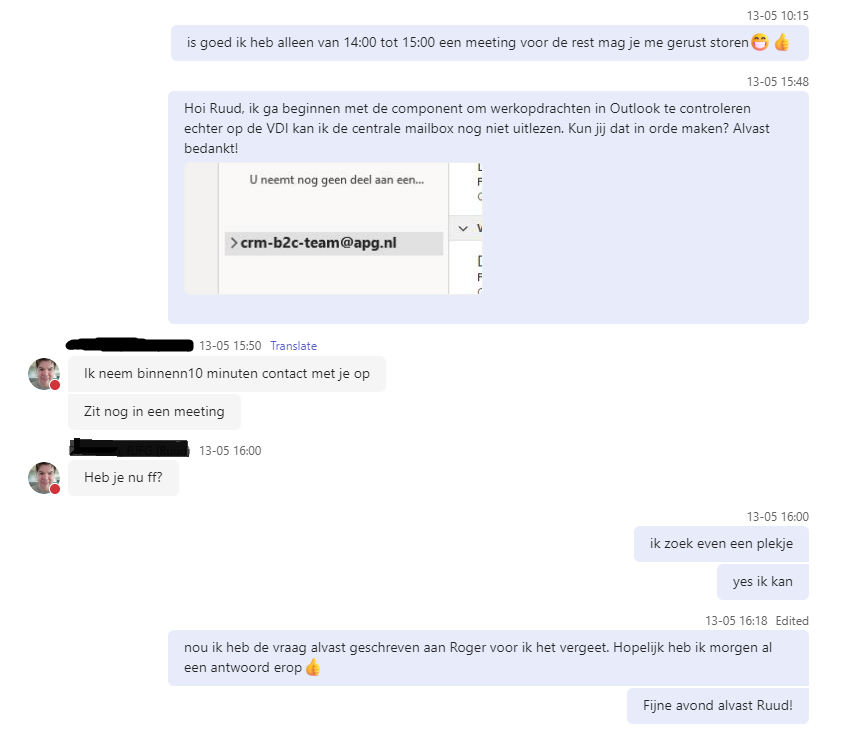 13-05 10:15
is goed ik heb alleen van 14:00 tot 15:00 een meeting voor de rest mag je me gerust storen😁👍
13-05 15:48
Hoi Ruud, ik ga beginnen met de component om werkopdrachten in Outlook te controleren
echter op de VDI kan ik de centrale mailbox nog niet uitlezen. Kun jij dat in orde maken? Alvast
bedankt!
U neemt nog geen deel aan een...
crm-b2c-team@apg.nl
13-05 15:50 Translate
Ik neem binnenn10 minuten contact met je op
Zit nog in een meeting
13-05 16:00
Heb je nu ff?
13-05 16:00
ik zoek even een plekje
yes ik kan
13-05 16:18 Edited
nou ik heb de vraag alvast geschreven aan Roger voor ik het vergeet. Hopelijk heb ik morgen al
een antwoord erop👍
Fijne avond alvast Ruud!